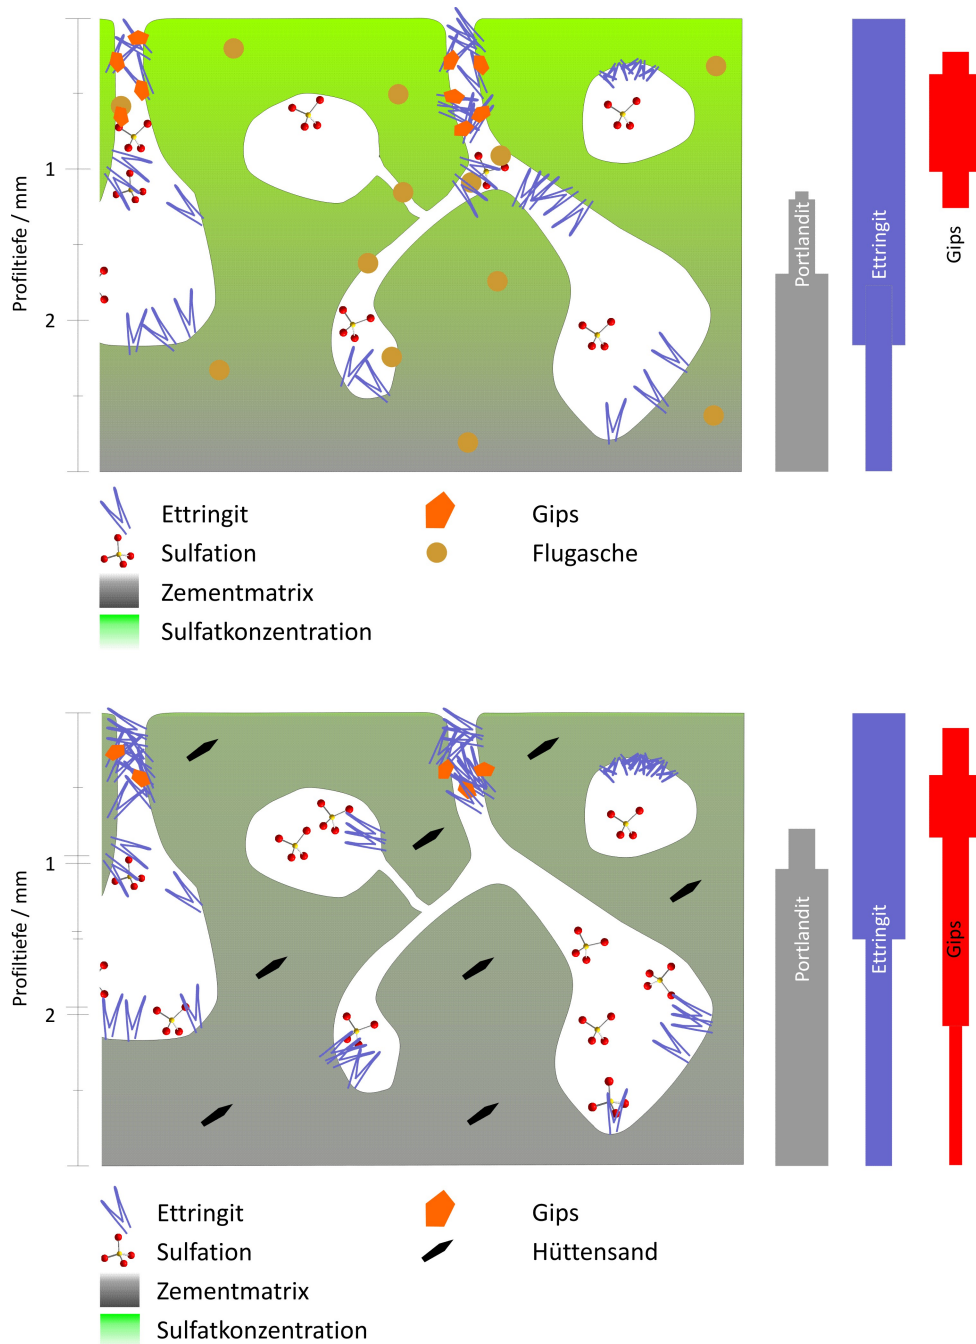 Profiltiefe / mm
1
2
Portlandit
Ettringit
Gips
Ettringit
Gips
Sulfation
Flugasche
Zementmatrix
Sulfatkonzentration
Profiltiefe / mm
1
2
Portlandit
Ettringit
Gips
Ettringit
Gips
Sulfation
Hüttensand
Zementmatrix
Sulfatkonzentration